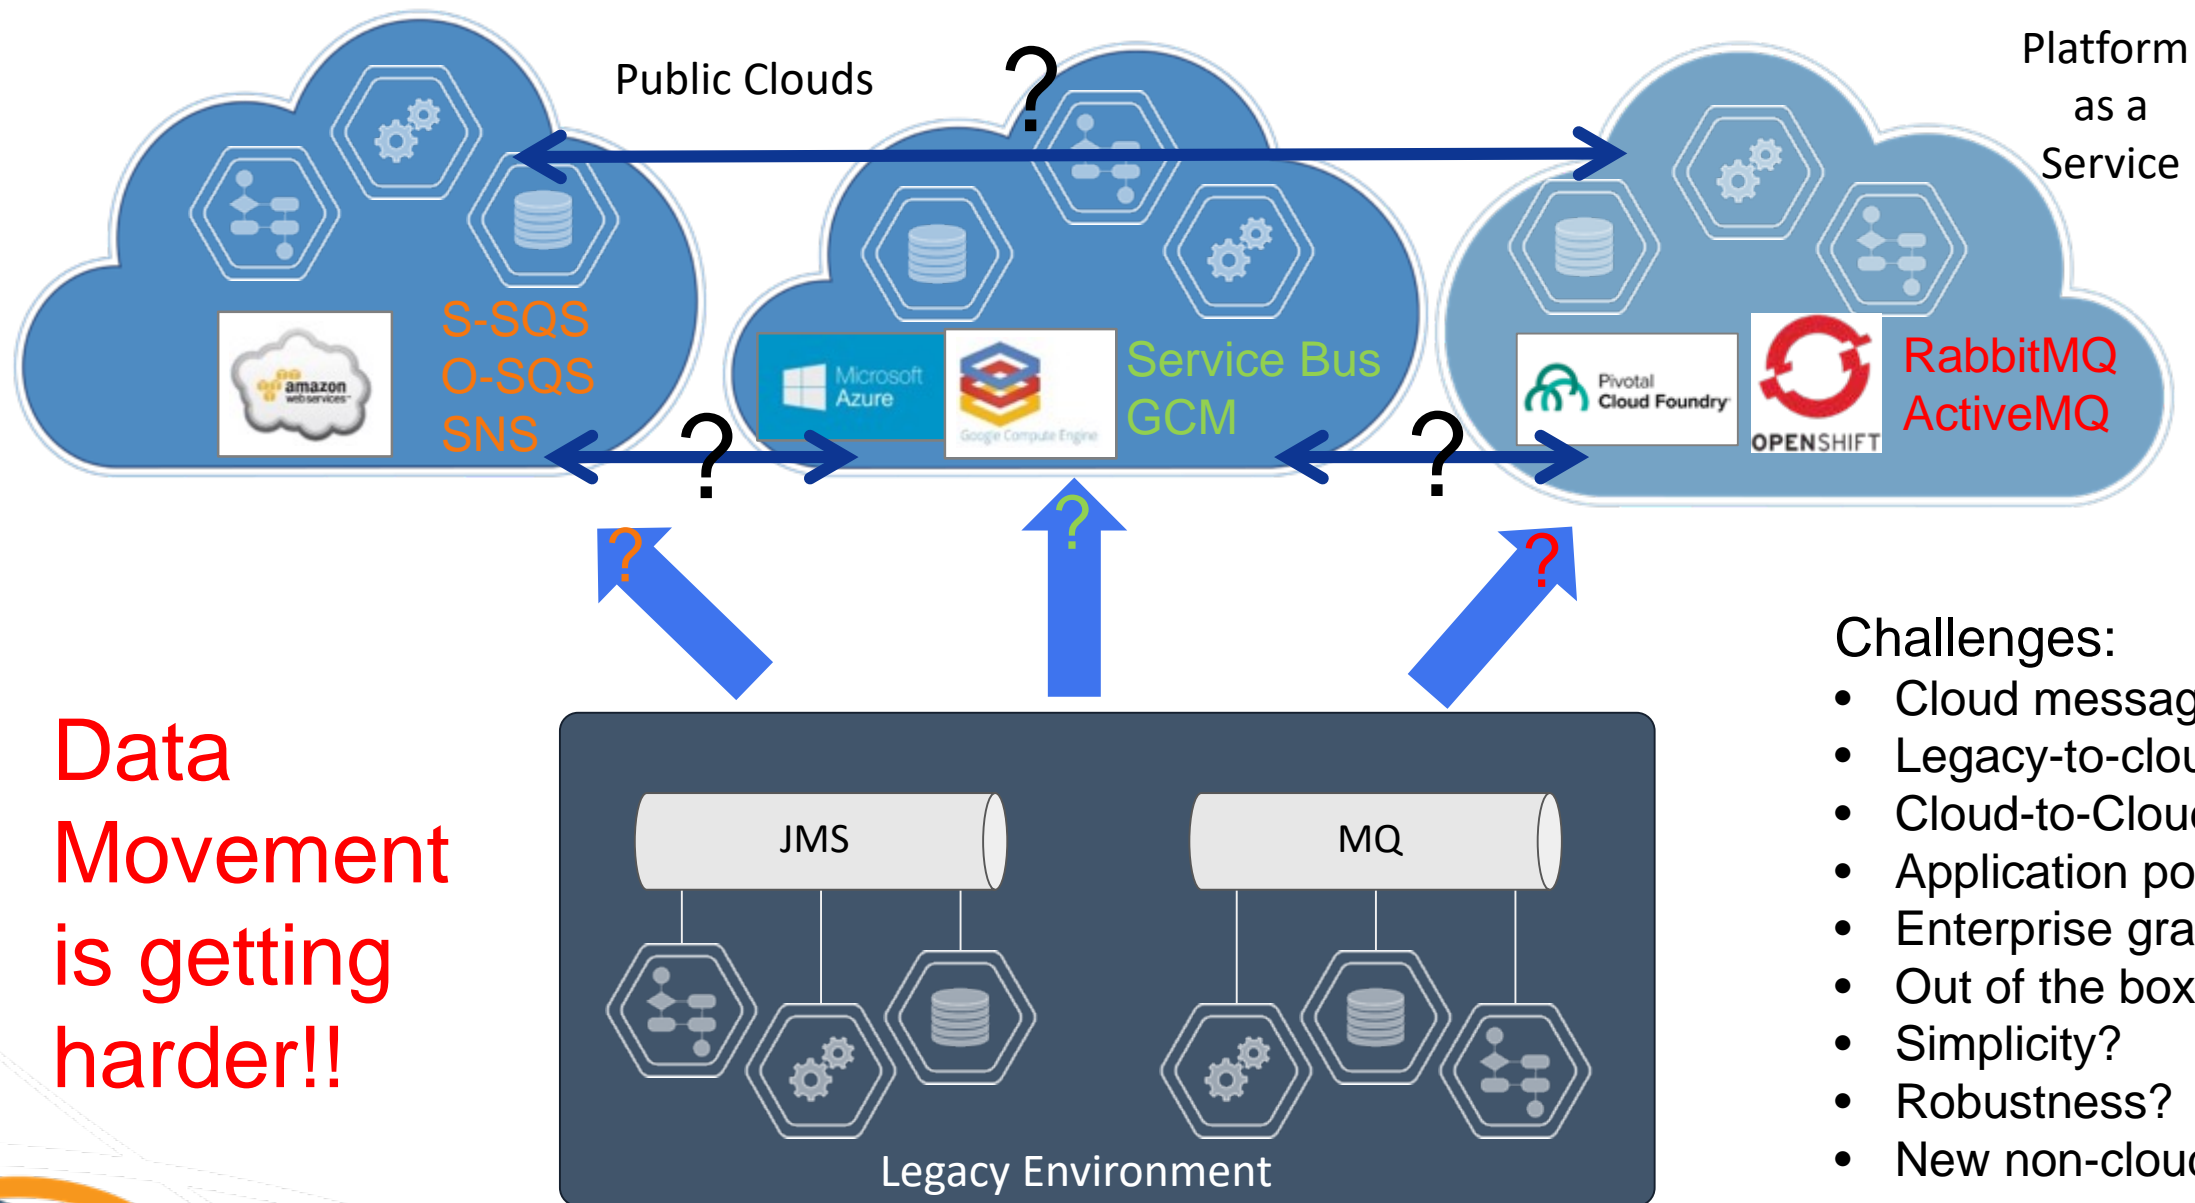 Public Clouds
?
Platform
as a
Service
S-SQS
O-SQS
SNS
amazon
webservices™
Microsoft
Azure
Google Compute Engine
Service Bus
GCM
Pivotal
Cloud Foundry
OPENSHIFT
RabbitMQ
ActiveMQ
?
?
?
?
?
Data
Movement
is getting
harder!!
JMS
MQ
Legacy Environment
Challenges:
• Cloud messag
• Legacy-to-clou
• Cloud-to-Clou
• Application po
• Enterprise gra
• Out of the box
• Simplicity?
• Robustness?
• New non-clou